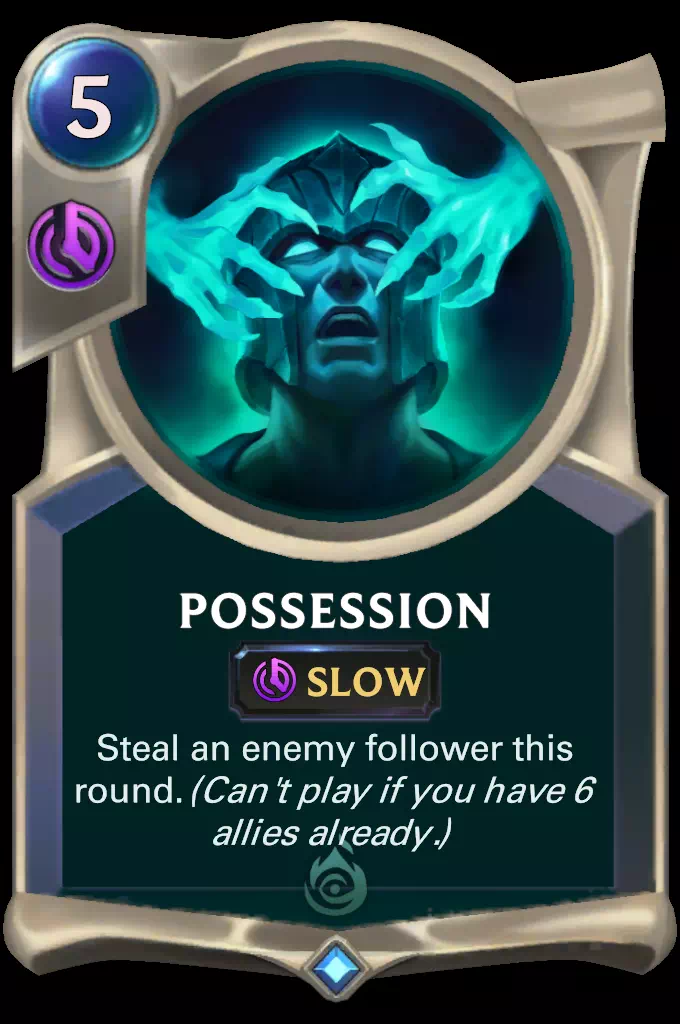 5
POSSESSION
SLOW
Steal an enemy follower this
round. (Can't play if you have 6
allies already.)